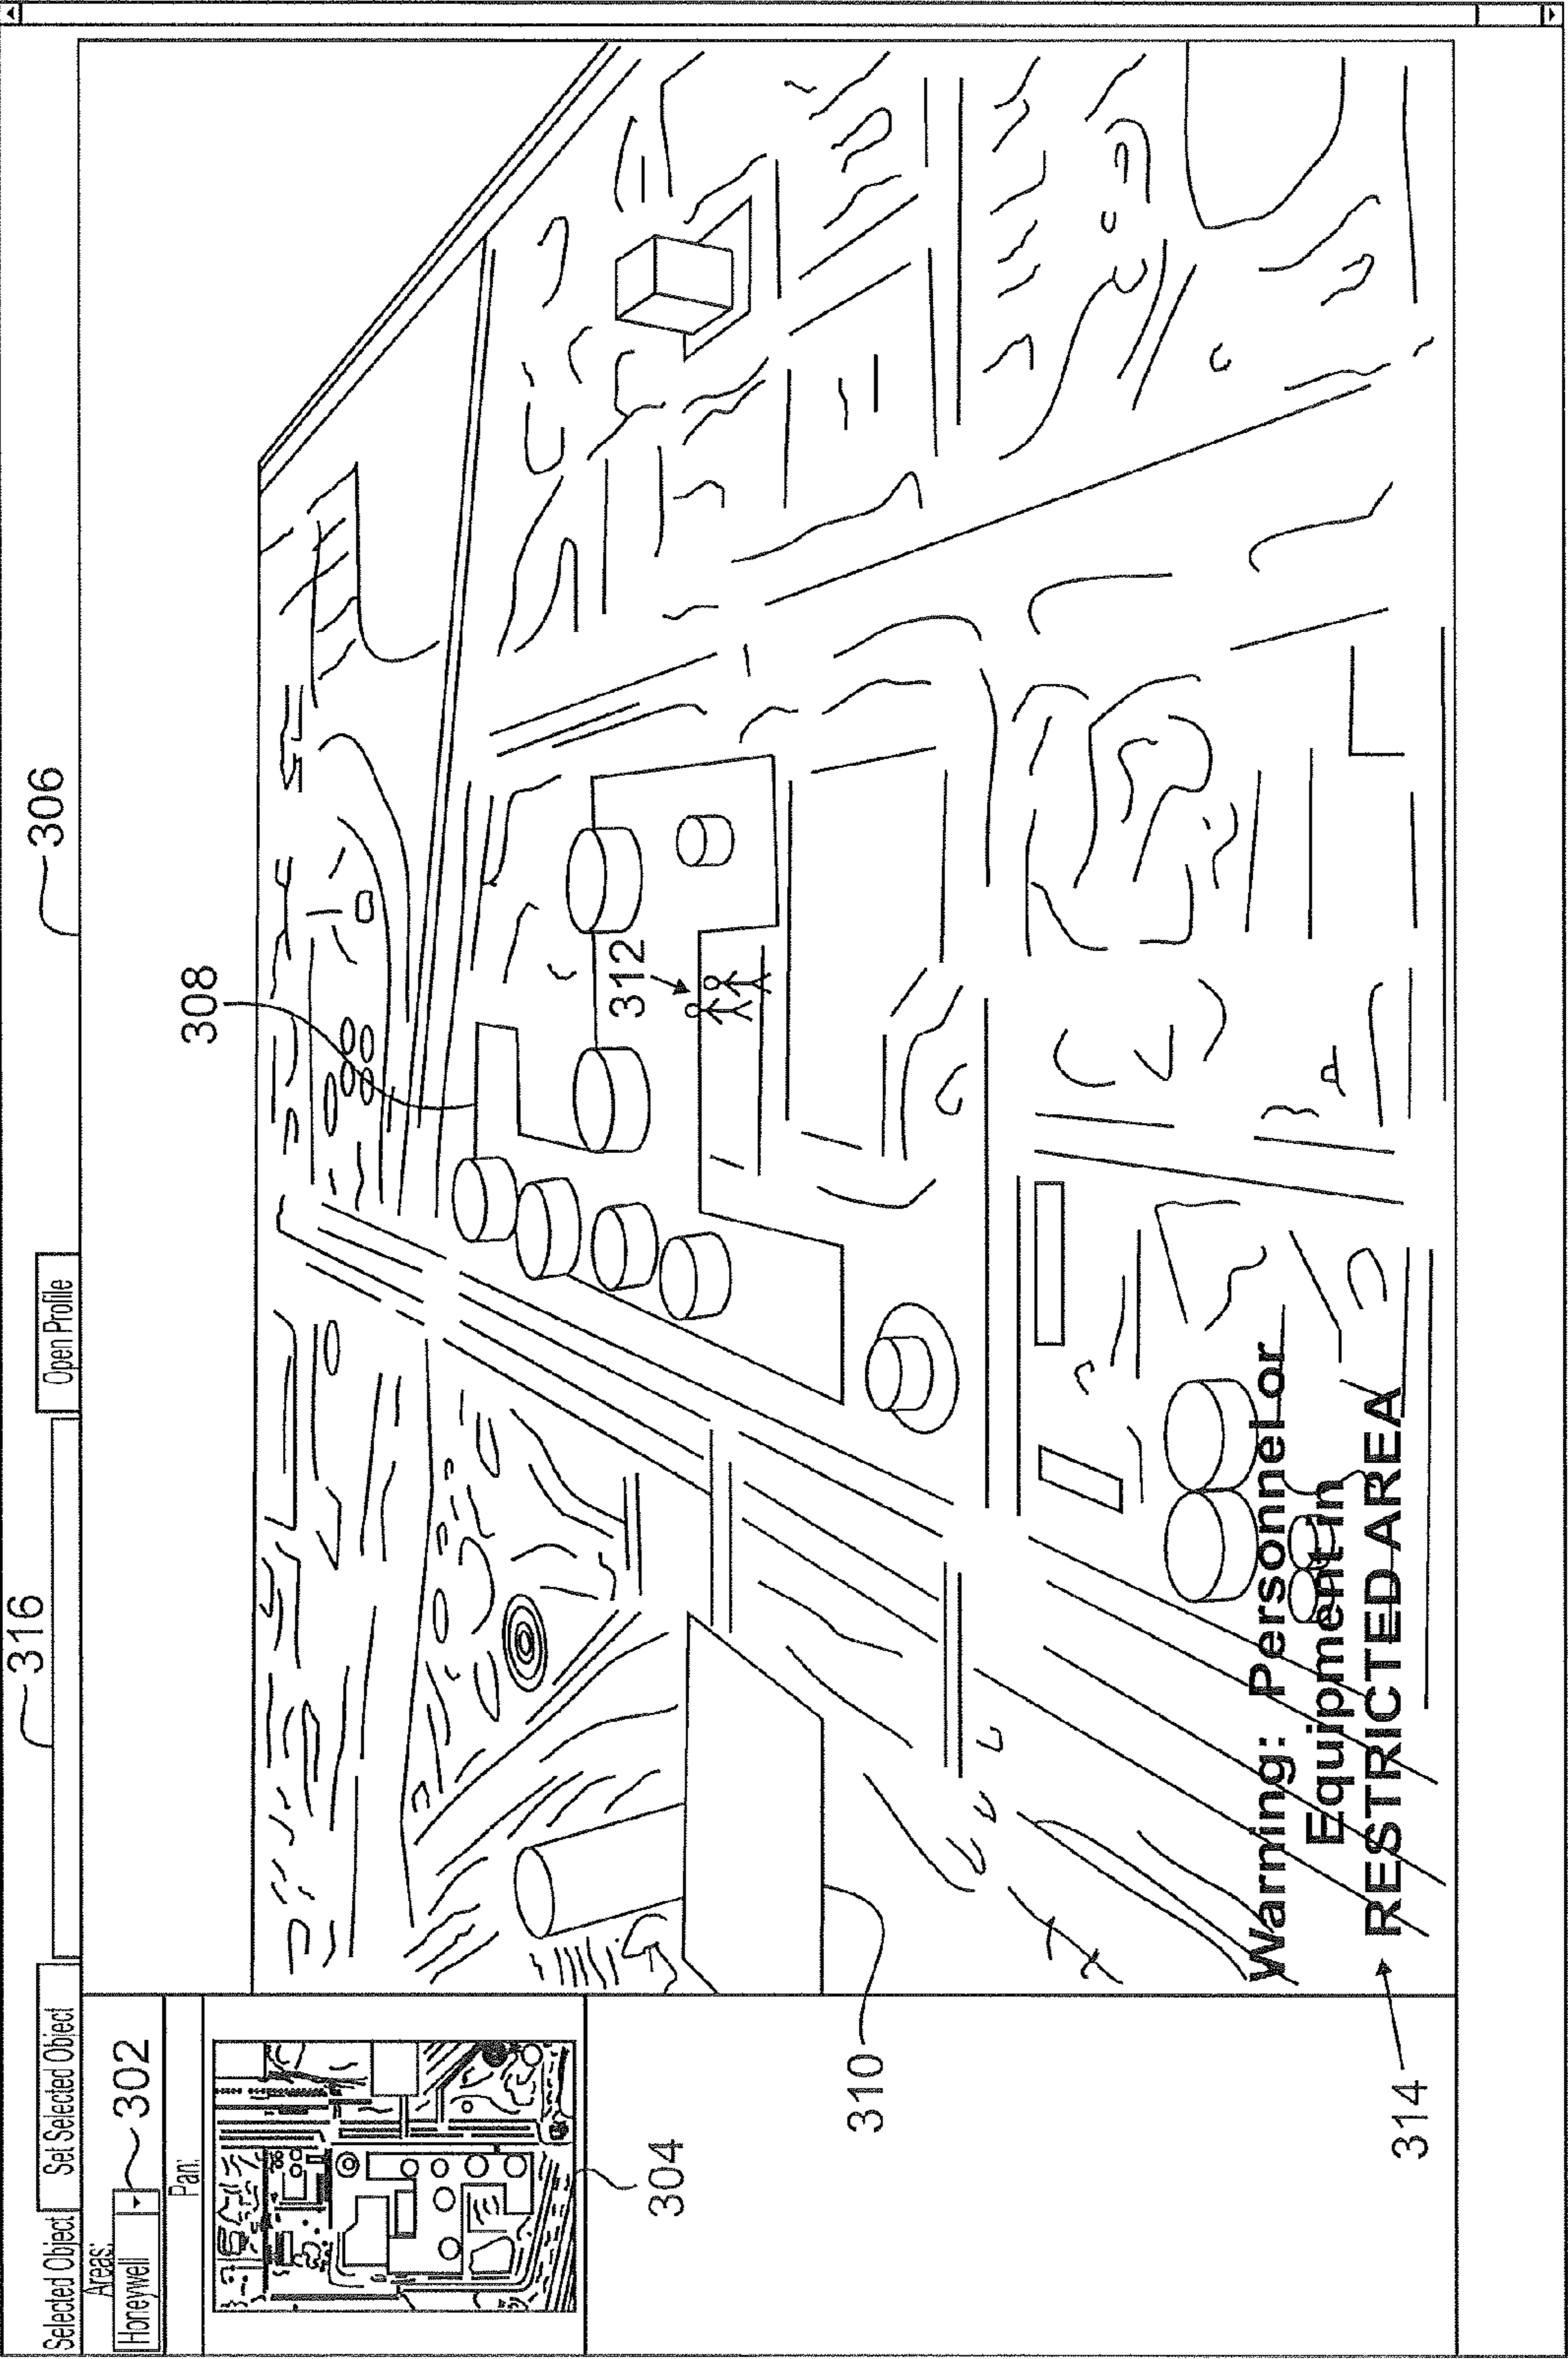 316
306
Selected Object
Set Selected Object
Open Profile
Areas:
Honeywell
302
Pan:
304
308
312
310
314
Warning: Personnel or
Equipment in
RESTRICTED AREA